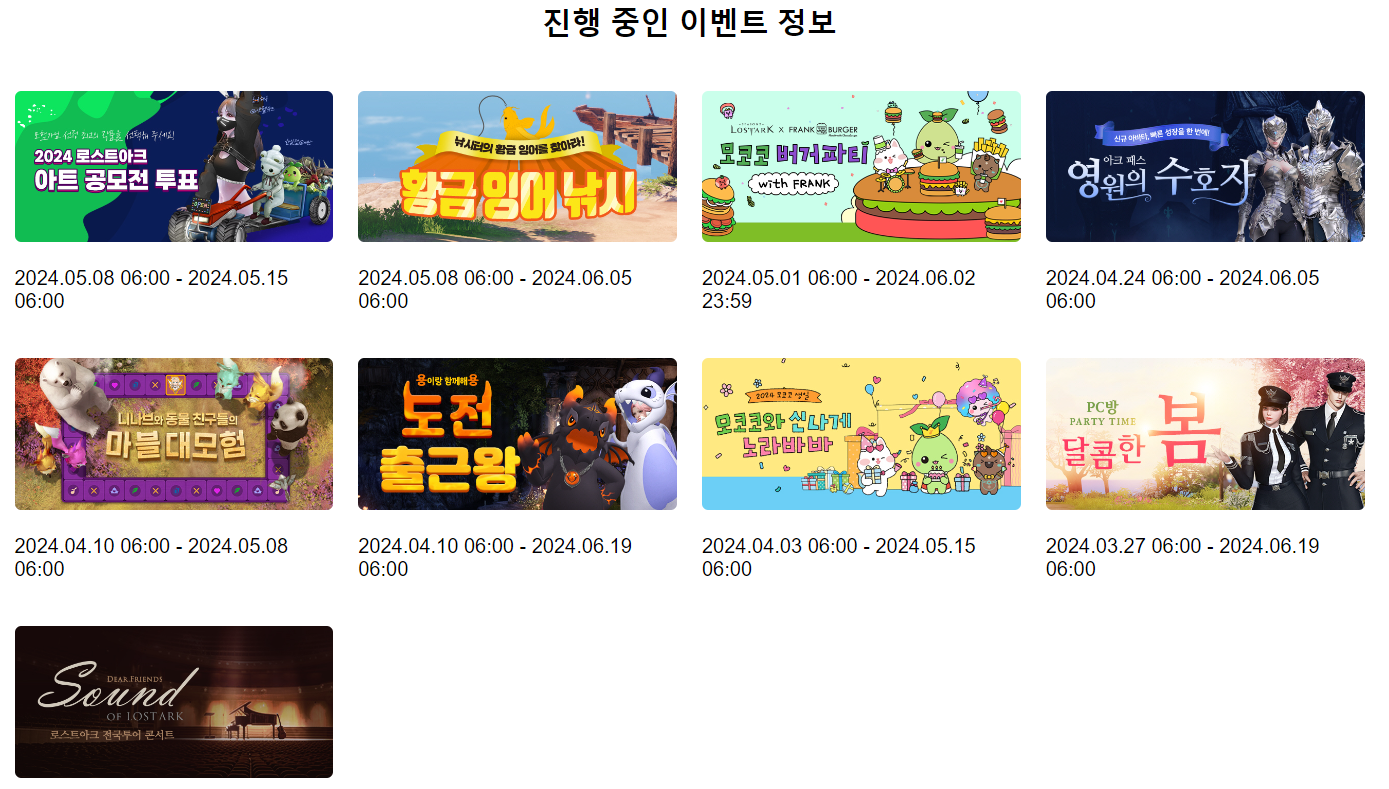 진행 중인 이벤트 정보
2024 로스트아크
아트 공모전 투표
2024.05.08 06:00 - 2024.05.15
06:00
낚시터의 황금 잉어를 찾아라!
황금 잉어 낚시
2024.05.08 06:00 - 2024.06.05
06:00
LOSTARK X FRANK BURGER
모코코 버거파티
with FRANK
2024.05.01 06:00 - 2024.06.02
23:59
신규 아바타, 빠른 성장을 한 번에!
아크 패스
영원의 수호자
2024.04.24 06:00 - 2024.06.05
06:00
니나브와 동물 친구들의
마블 대모험
2024.04.10 06:00 - 2024.05.08
06:00
용이랑 함께해용
도전
출근왕
2024.04.10 06:00 - 2024.06.19
06:00
2024 모코코 생일
모코코와 신나게
노라바바
2024.04.03 06:00 - 2024.05.15
06:00
PC방
PARTY TIME
달콤한 봄
2024.03.27 06:00 - 2024.06.19
06:00
DEAR FRIENDS
Sound
OF LOSTARK
로스트아크 전국투어 콘서트